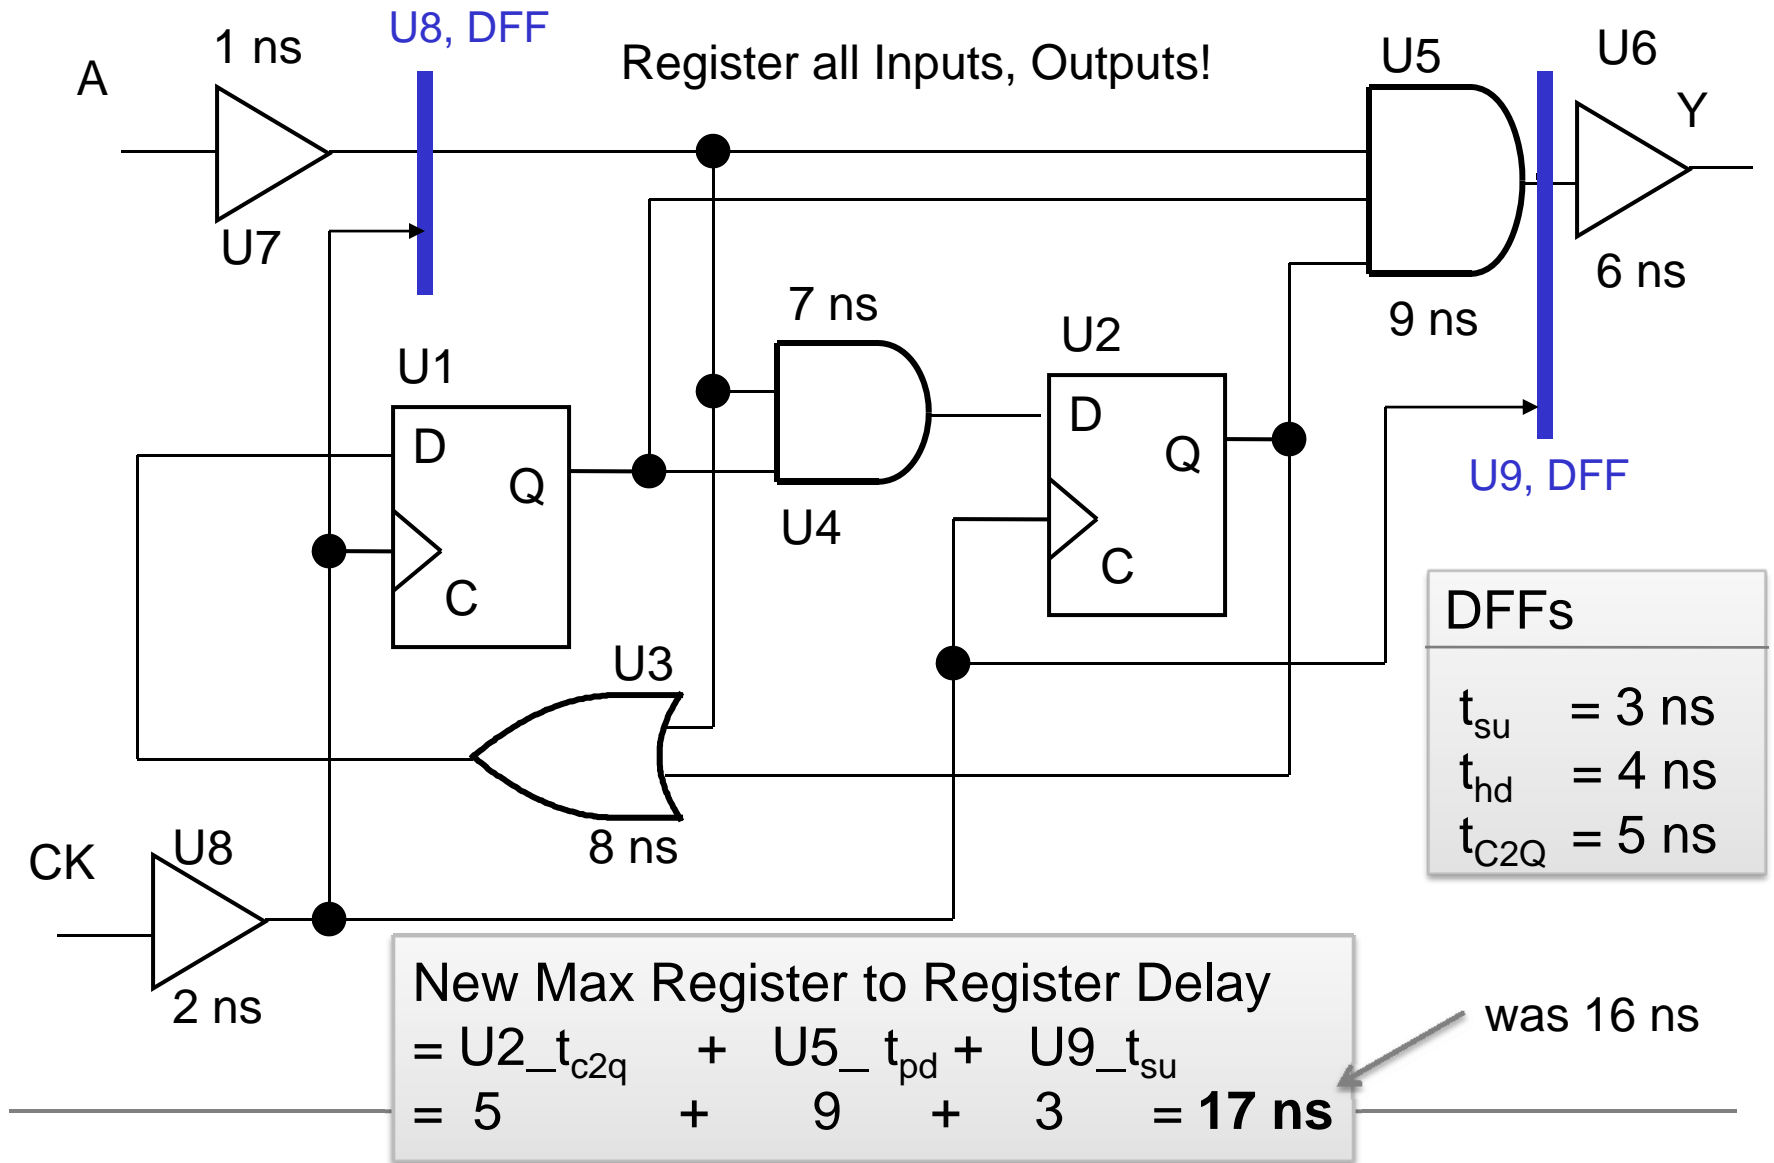 U8, DFF
1 ns
Register all Inputs, Outputs!
U5
U6
A
Y
U7
6 ns
7 ns
9 ns
U2
U1
D
Q
D
Q
U9, DFF
U4
C
C
DFFs
U3
tsu = 3 ns
thd = 4 ns
tC2Q = 5 ns
U8
CK
8 ns
2 ns
New Max Register to Register Delay
= U2_tc2q + U5_ tpd + U9_tsu
= 5 + 9 + 3 = 17 ns
was 16 ns